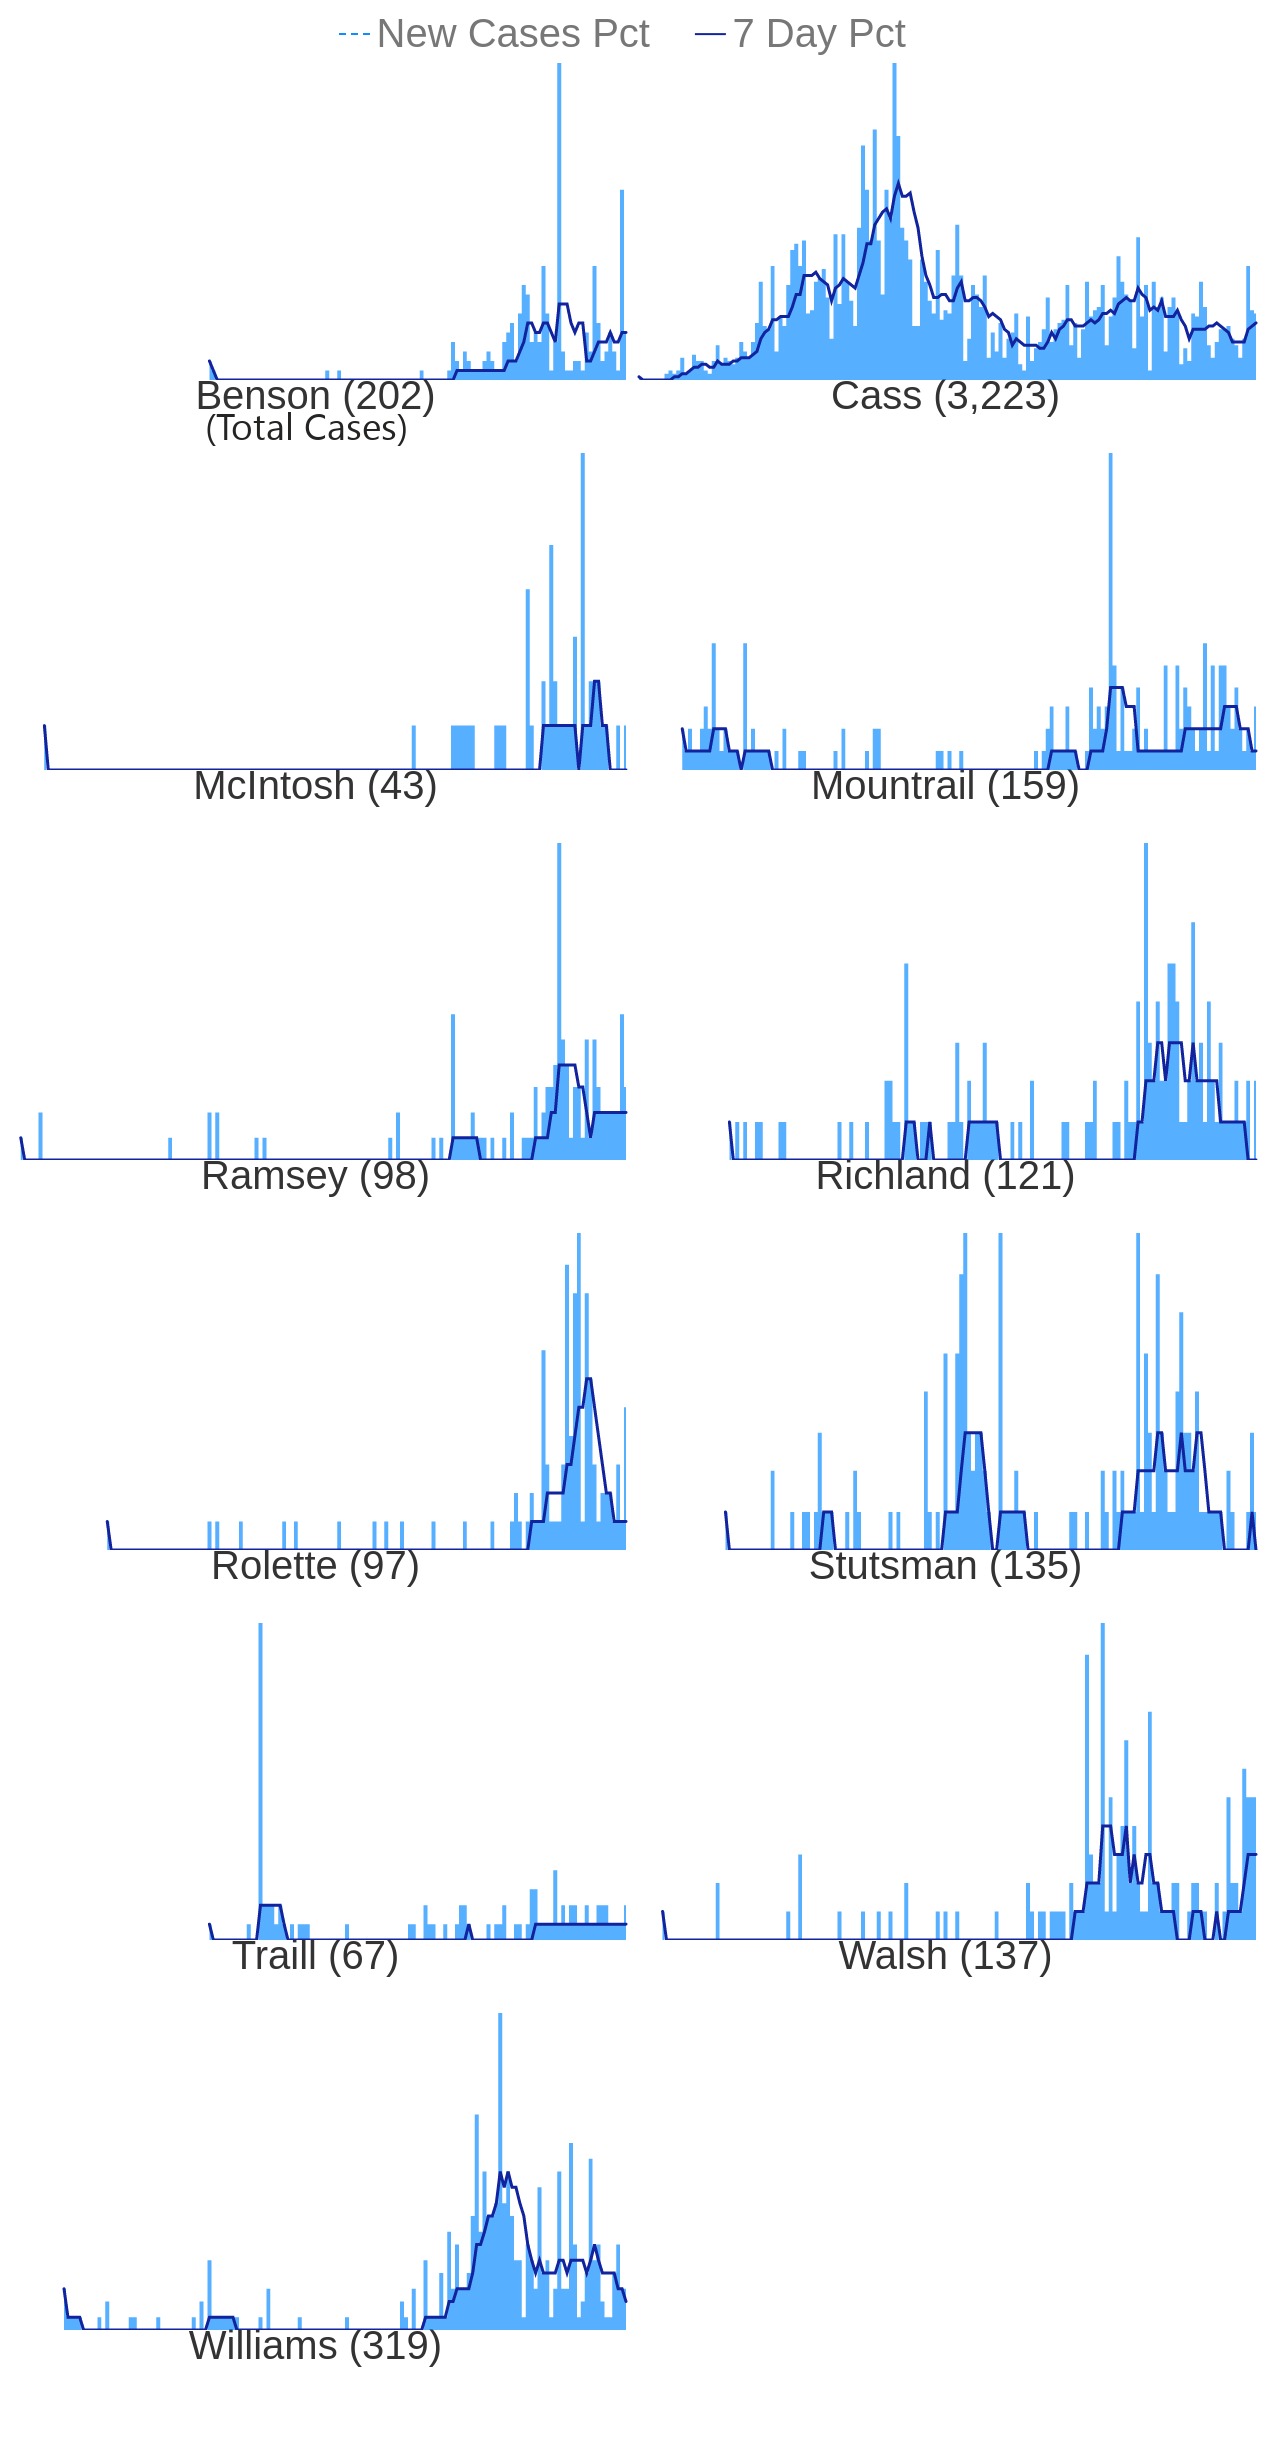 New Cases Pct 7 Day Pct
Benson (202) Cass (3,223)
(Total Cases)
McIntosh (43) Mountrail (159)
Ramsey (98) Richland (121)
Rolette (97) Stutsman (135)
Traill (67) Walsh (137)
Williams (319)